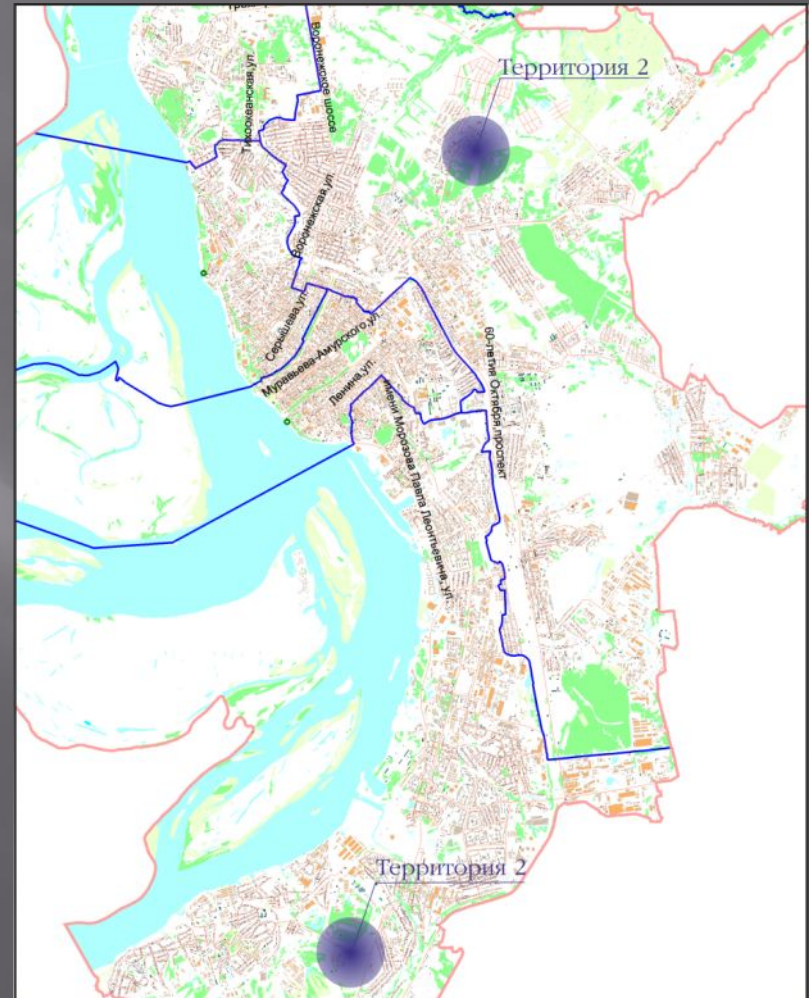 Воронежское шоссе
Тихоокеанская ул.
Территория 2
Воронежская ул.
Серышева, ул.
Муравьева-Амурского, ул.
Ленина, ул.
60-летия Октября, проспект
имени Морозова Павла Леонтьевича, ул.
Территория 2